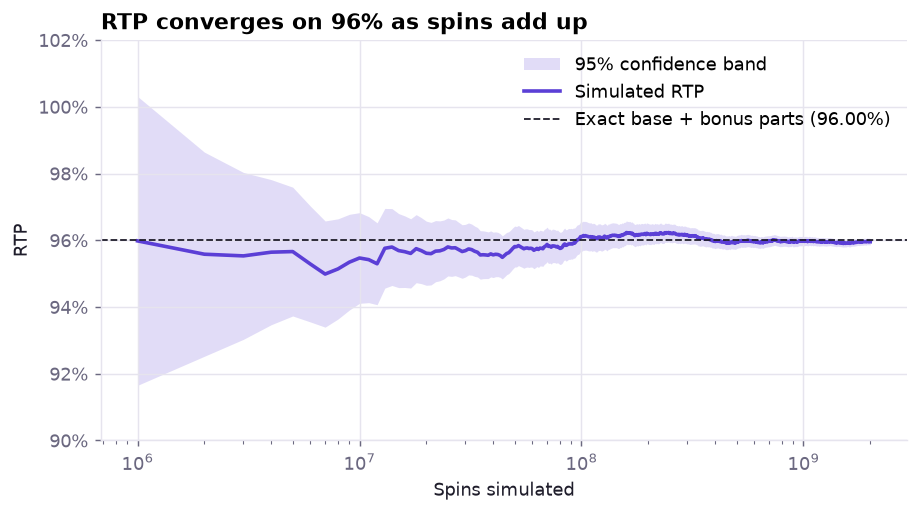 RTP converges on 96% as spins add up
102%
100%
98%
96%
94%
92%
90%
RTP
95% confidence band
Simulated RTP
Exact base + bonus parts (96.00%)
10⁶
10⁷
10⁸
10⁹
Spins simulated